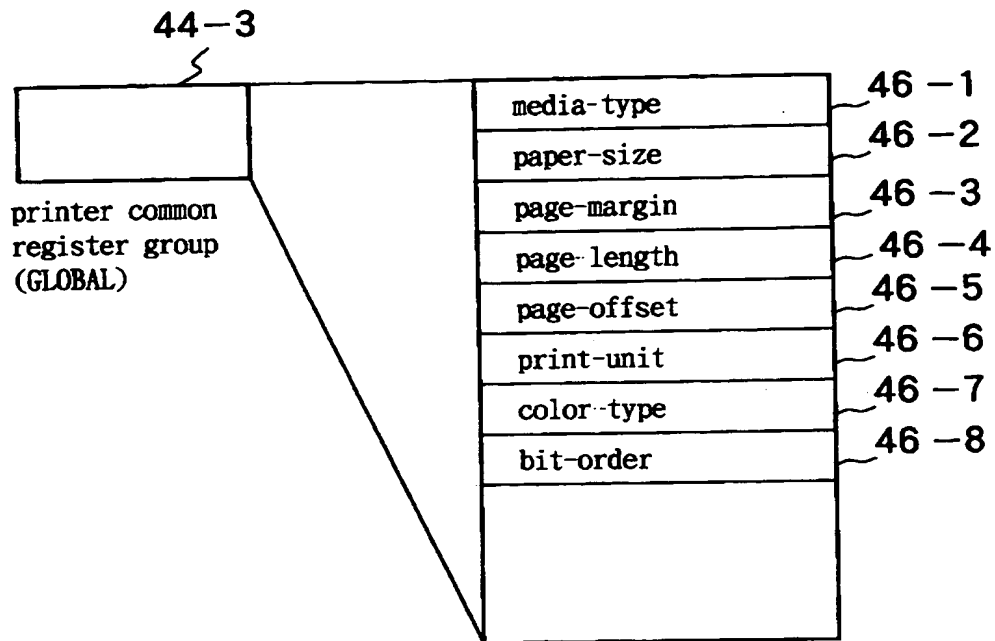 44-3
media-type 46-1
paper-size 46-2
page-margin 46-3
page-length 46-4
page-offset 46-5
print-unit 46-6
color-type 46-7
bit-order 46-8
printer common
register group
(GLOBAL)